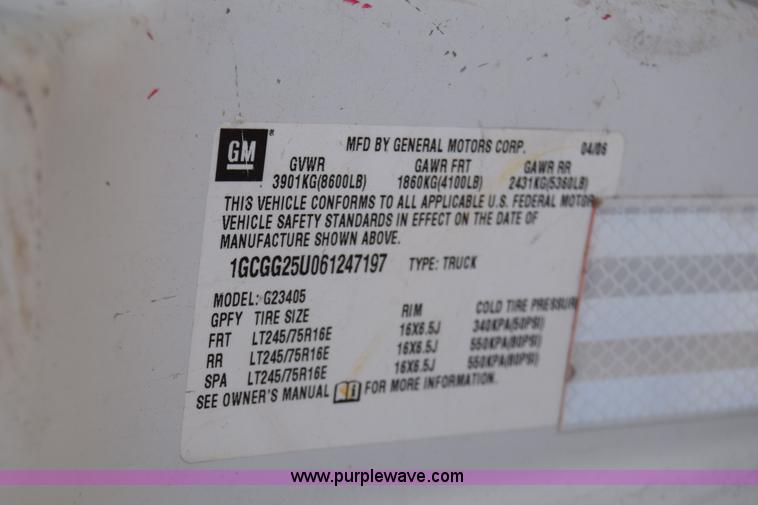 GM ® MFD BY GENERAL MOTORS CORP. 04/06
GVWR GAWR FRT GAWR RR
3901KG(8600LB) 1860KG(4100LB) 2431KG(5360LB)
THIS VEHICLE CONFORMS TO ALL APPLICABLE U.S. FEDERAL MOTOR
VEHICLE SAFETY STANDARDS IN EFFECT ON THE DATE OF
MANUFACTURE SHOWN ABOVE.
1GCGG25U061247197 TYPE: TRUCK
MODEL: G23405
GPFY TIRE SIZE RIM COLD TIRE PRESSUR
FRT LT245/75R16E 16X6.5J 340KPA(50PSI)
RR LT245/75R16E 16X6.5J 550KPA(80PSI)
SPA LT245/75R16E 16X6.5J 550KPA(80PSI)
SEE OWNER'S MANUAL i FOR MORE INFORMATION.
www.purplewave.com